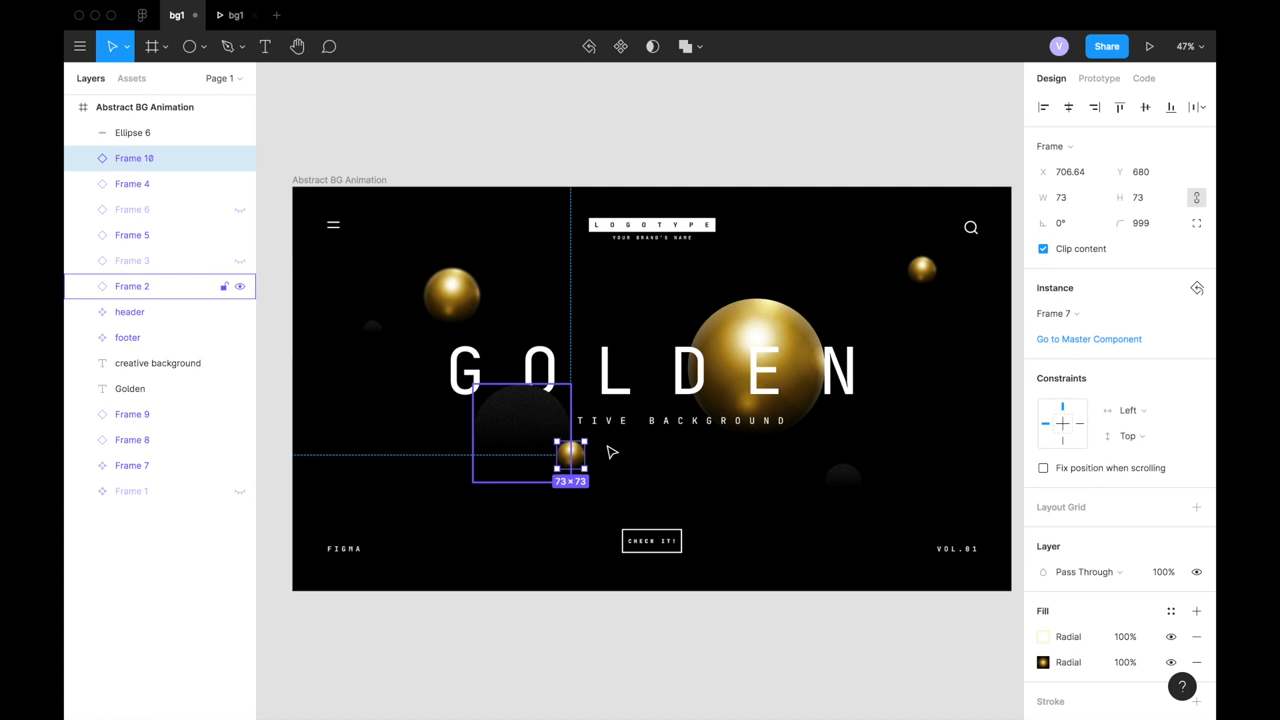 bg1
bg1
Share
47%
V
Layers
Assets
Page 1
Abstract BG Animation
Ellipse 6
Frame 10
Frame 4
Frame 6
Frame 5
Frame 3
Frame 2
header
footer
creative background
Golden
Frame 9
Frame 8
Frame 7
Frame 1
Abstract BG Animation
LOGOTYPE
YOUR BRAND'S NAME
GOLDEN
TIVE BACKGROUND
73 × 73
CHECK IT!
FIGMA
VOL.01
Design
Prototype
Code
Frame
X 706.64 Y 680
W 73 H 73
0° 999
Clip content
Instance
Frame 7
Go to Master Component
Constraints
Left
Top
Fix position when scrolling
Layout Grid
Layer
Pass Through 100%
Fill
Radial 100%
Radial 100%
?
Stroke